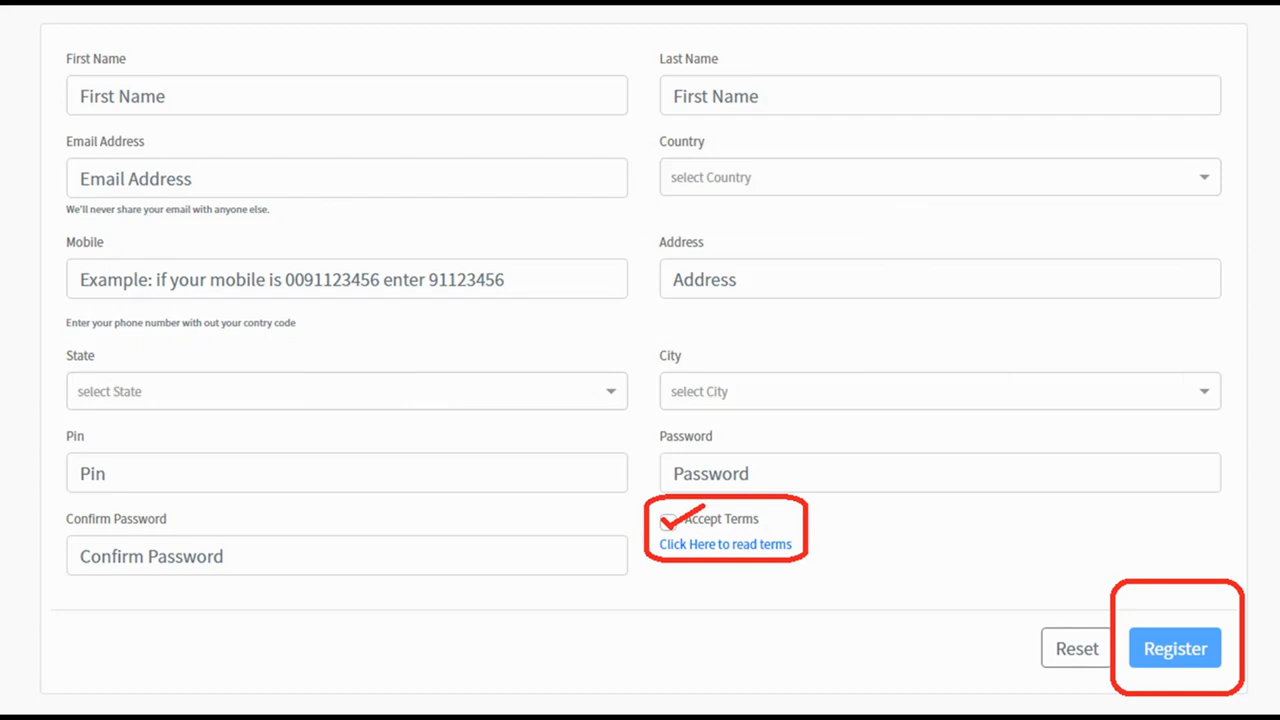 First Name
Last Name
First Name
First Name
Email Address
Country
Email Address
select Country
We'll never share your email with anyone else.
Mobile
Address
Example: if your mobile is 0091123456 enter 91123456
Address
Enter your phone number with out your contry code
State
City
select State
select City
Pin
Password
Pin
Password
Confirm Password
Accept Terms
Click Here to read terms
Confirm Password
Reset
Register